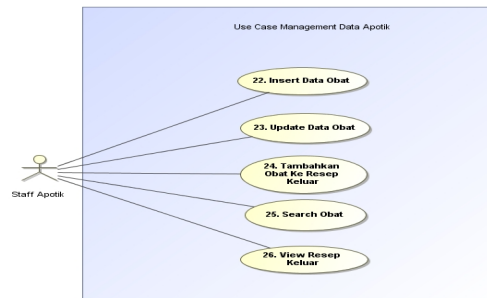 Use Case Management Data Apotik
22. Insert Data Obat
23. Update Data Obat
24. Tambahkan
Obat Ke Resep
Keluar
Staff Apotik
25. Search Obat
26. View Resep
Keluar